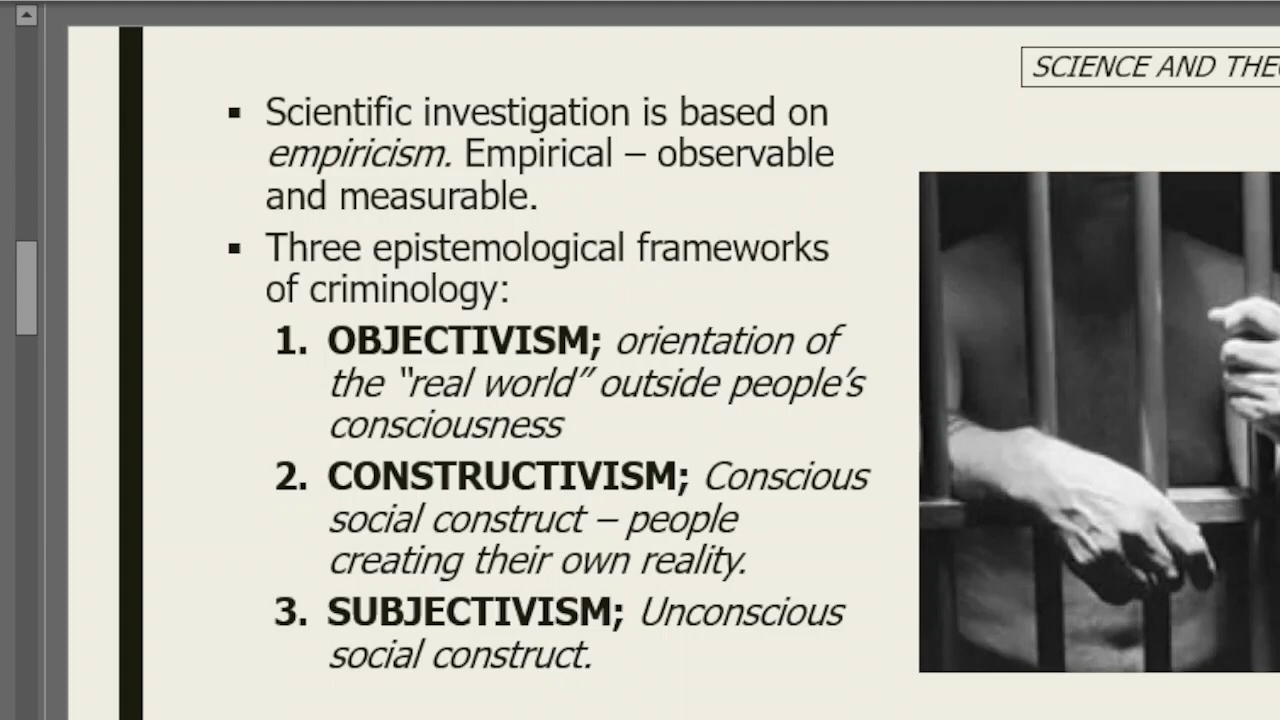 SCIENCE AND THE
▪ Scientific investigation is based on
empiricism. Empirical – observable
and measurable.
▪ Three epistemological frameworks
of criminology:
1. OBJECTIVISM; orientation of
the “real world” outside people’s
consciousness
2. CONSTRUCTIVISM; Conscious
social construct – people
creating their own reality.
3. SUBJECTIVISM; Unconscious
social construct.